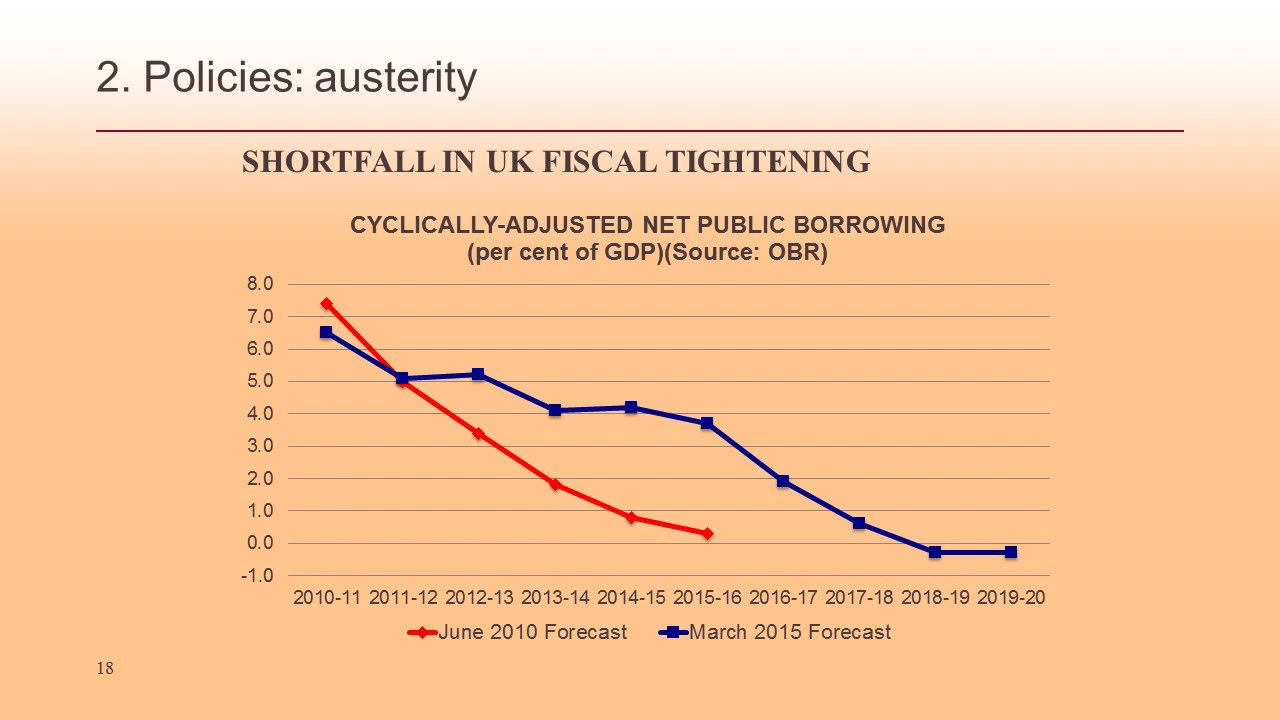 2. Policies: austerity
SHORTFALL IN UK FISCAL TIGHTENING
CYCLICALLY-ADJUSTED NET PUBLIC BORROWING
(per cent of GDP)(Source: OBR)
8.0
7.0
6.0
5.0
4.0
3.0
2.0
1.0
0.0
-1.0
2010-11 2011-12 2012-13 2013-14 2014-15 2015-16 2016-17 2017-18 2018-19 2019-20
June 2010 Forecast March 2015 Forecast
18